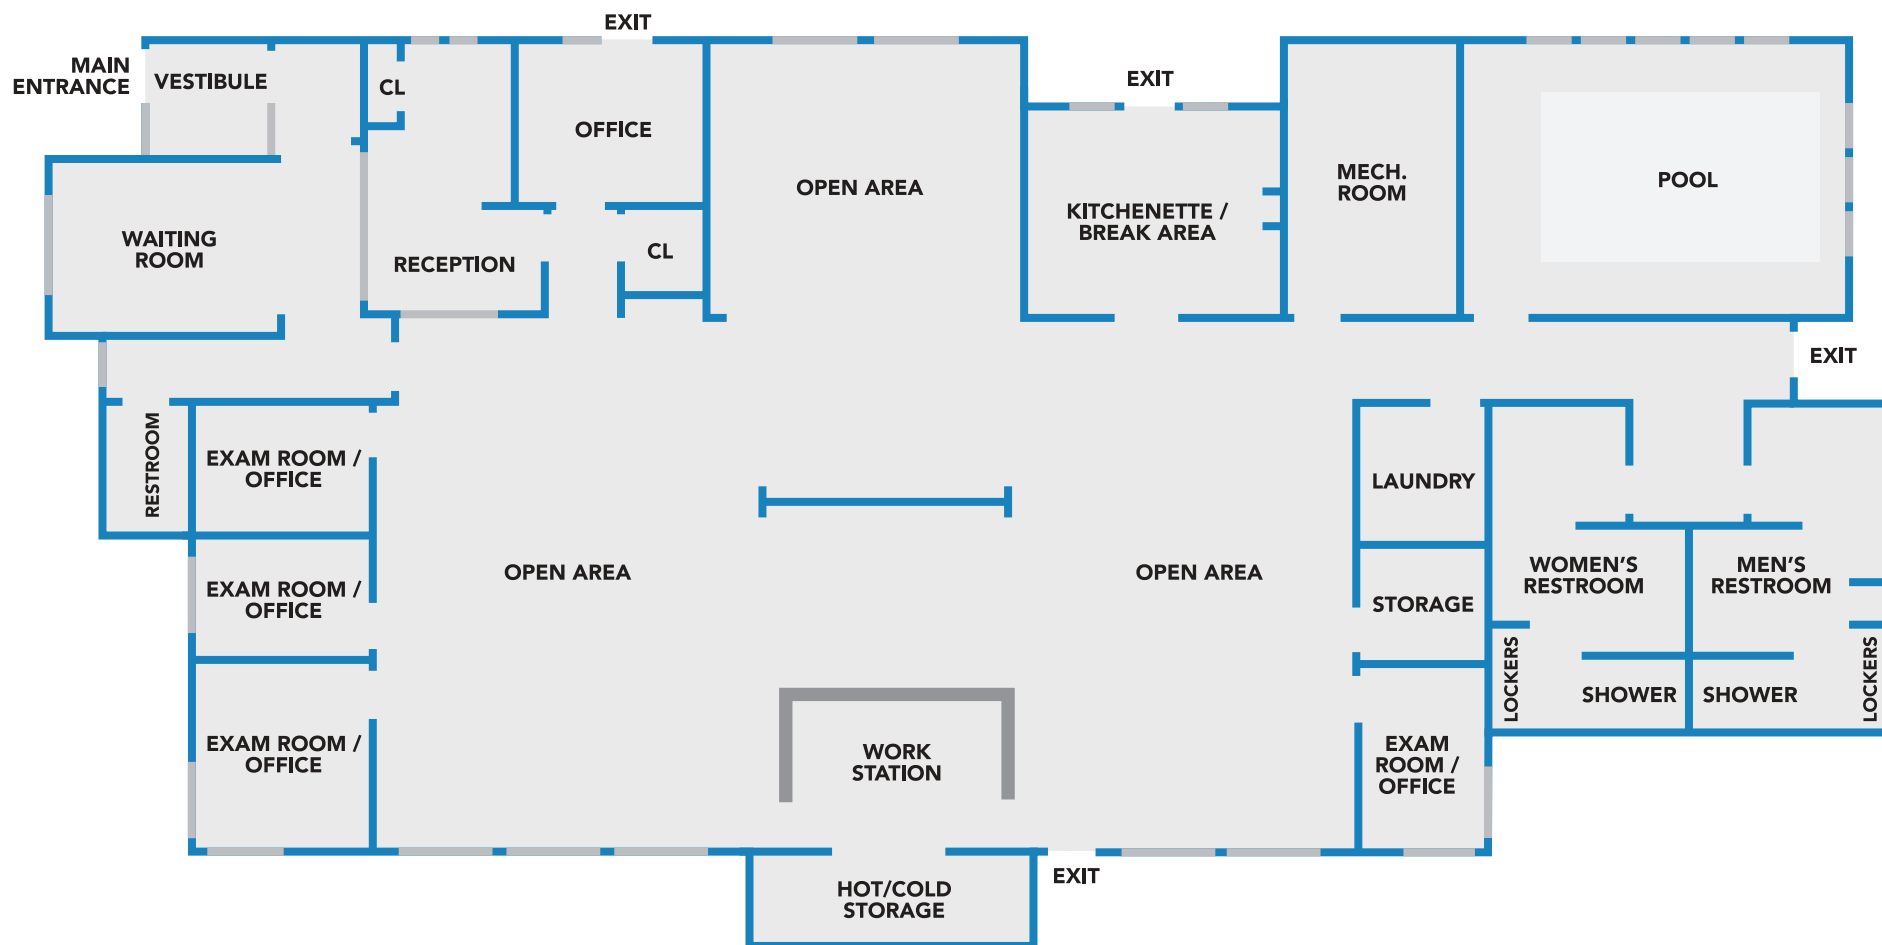 EXIT
MAIN
ENTRANCE
VESTIBULE
CL
EXIT
OFFICE
OPEN AREA
MECH.
ROOM
POOL
KITCHENETTE /
BREAK AREA
WAITING
ROOM
CL
RECEPTION
EXIT
RESTROOM
EXAM ROOM /
OFFICE
LAUNDRY
EXAM ROOM /
OFFICE
OPEN AREA
OPEN AREA
STORAGE
WOMEN'S
RESTROOM
MEN'S
RESTROOM
LOCKERS
SHOWER
SHOWER
LOCKERS
EXAM ROOM /
OFFICE
WORK
STATION
EXAM
ROOM /
OFFICE
EXIT
HOT/COLD
STORAGE